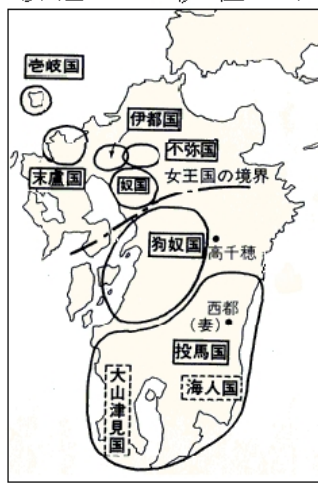 壱岐国
伊都国
不弥国
末盧国
奴国
女王国の境界
狗奴国
高千穂
西都
(妻)
投馬国
海人国
大山津見国